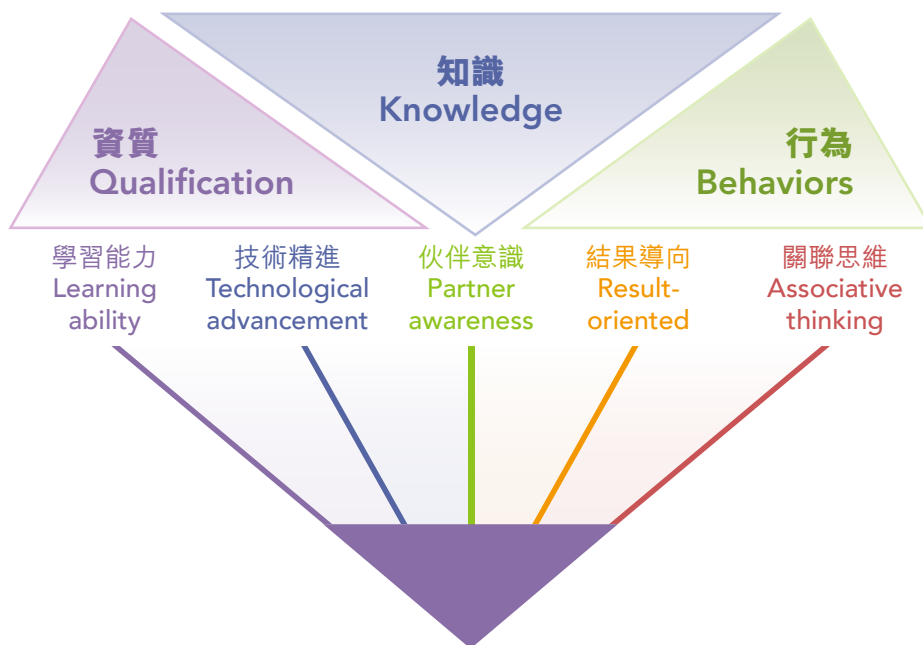 知識
Knowledge
資質
Qualification
行為
Behaviors
學習能力
Learning
ability
技術精進
Technological
advancement
伙伴意識
Partner
awareness
結果導向
Result-
oriented
關聯思維
Associative
thinking